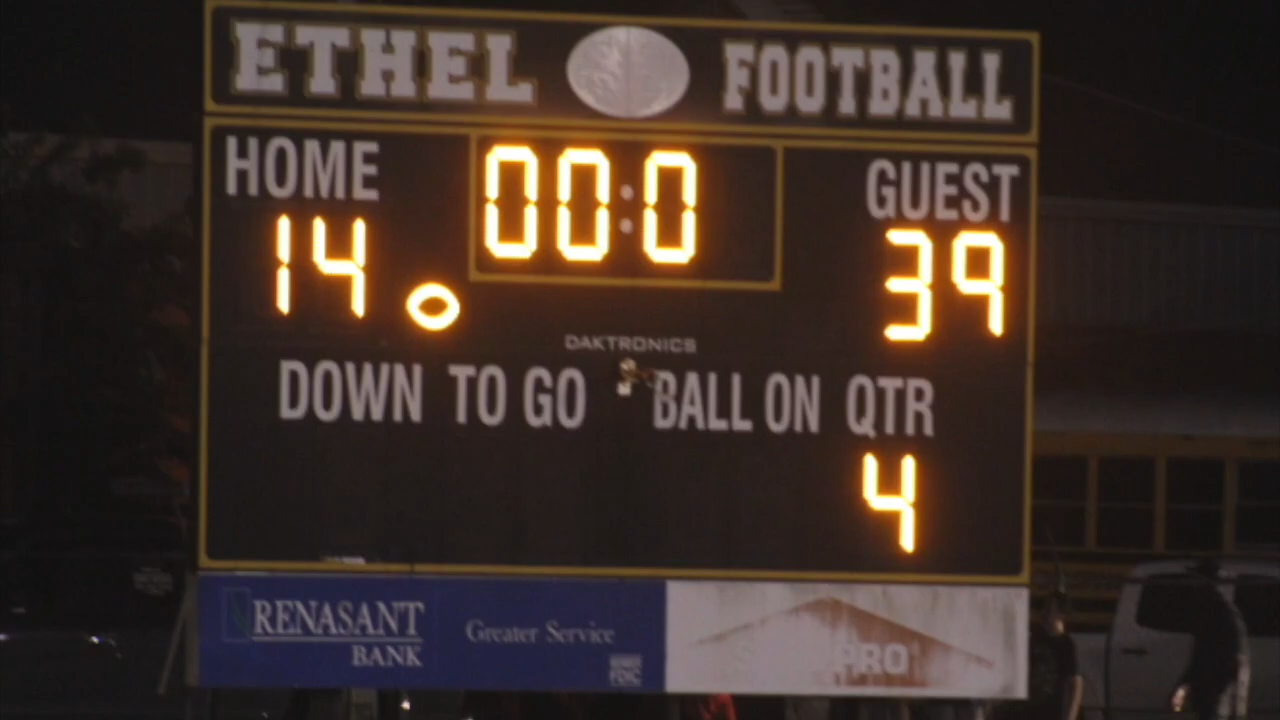 ETHEL FOOTBALL
HOME 00:0 GUEST
14 39
DAKTRONICS
DOWN TO GO BALL ON QTR
4
RENASANT
BANK
Greater Service
FDIC
PRO